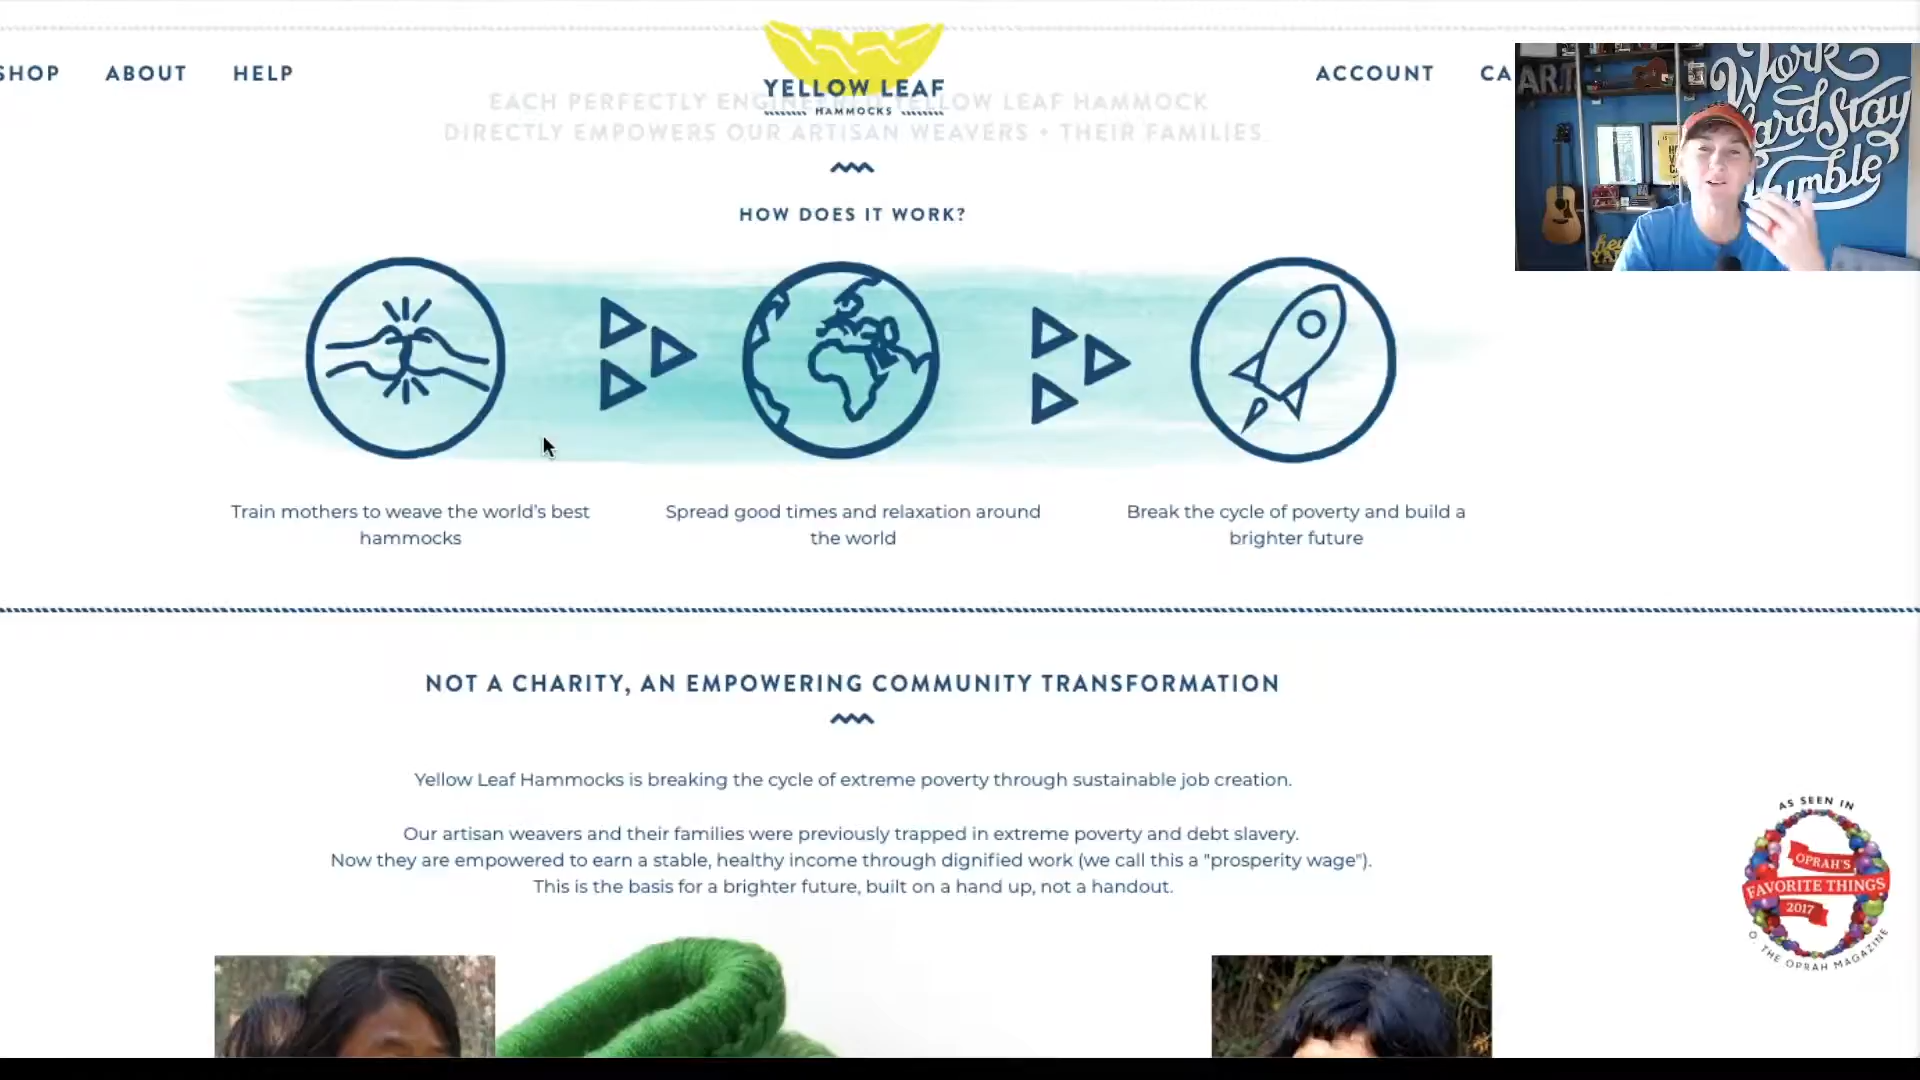 SHOP ABOUT HELP
YELLOW LEAF
HAMMOCKS
ACCOUNT CA
EACH PERFECTLY ENGINEERED YELLOW LEAF HAMMOCK
DIRECTLY EMPOWERS OUR ARTISAN WEAVERS • THEIR FAMILIES
HOW DOES IT WORK?
Train mothers to weave the world's best
hammocks
Spread good times and relaxation around
the world
Break the cycle of poverty and build a
brighter future
NOT A CHARITY, AN EMPOWERING COMMUNITY TRANSFORMATION
Yellow Leaf Hammocks is breaking the cycle of extreme poverty through sustainable job creation.
Our artisan weavers and their families were previously trapped in extreme poverty and debt slavery.
Now they are empowered to earn a stable, healthy income through dignified work (we call this a "prosperity wage").
This is the basis for a brighter future, built on a hand up, not a handout.
AS SEEN IN
OPRAH'S
FAVORITE THINGS
2017
O, THE OPRAH MAGAZINE
ART
Work
Hard Stay
Humble
hey